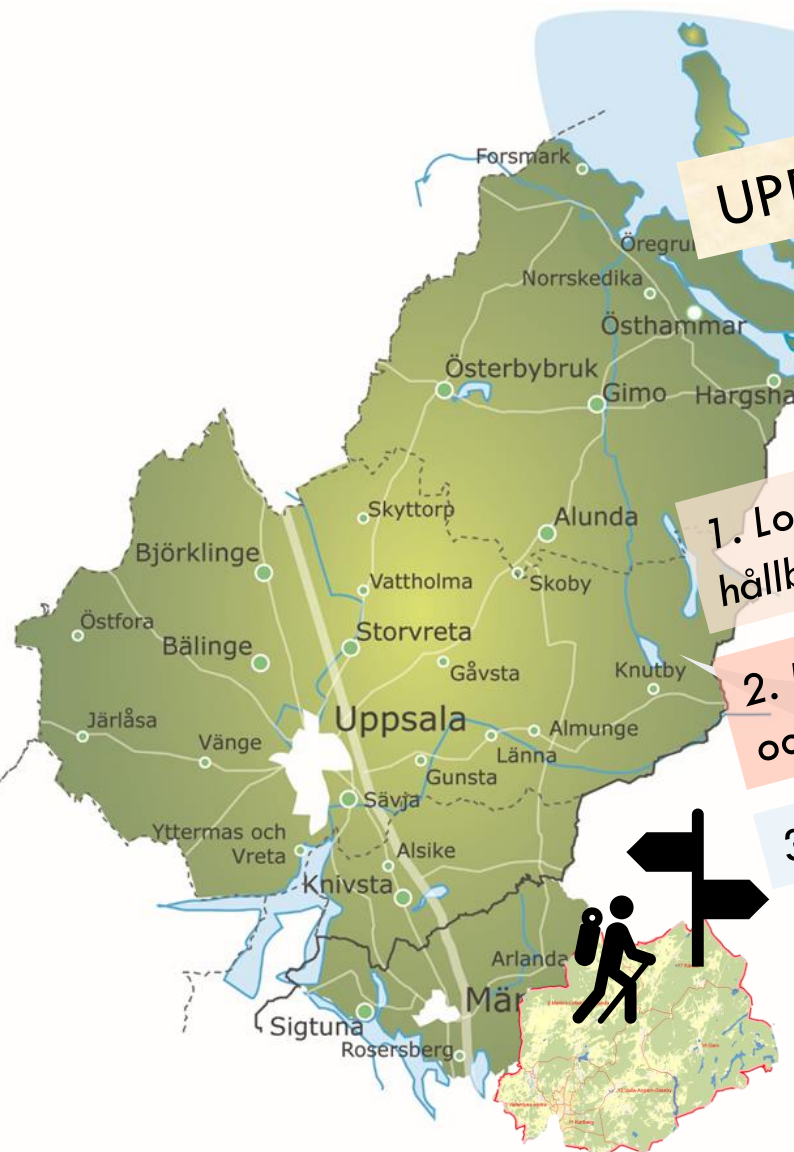 Forsmark
UPP
Öregru
Norrskedika
Östhammar
Österbybruk
Gimo
Hargsha
1. Lo
hållb
Skyttorp
Alunda
Björklinge
Vattholma
Skoby
Östfora
Storvreta
Bälinge
Gåvsta
Knutby
2.
oc
Uppsala
Almunge
Järlåsa
Vänge
Länna
Gunsta
Sävja
3
Yttermas och
Vreta
Alsike
Knivsta
Arlanda
Mär
Sigtuna
Rosersberg